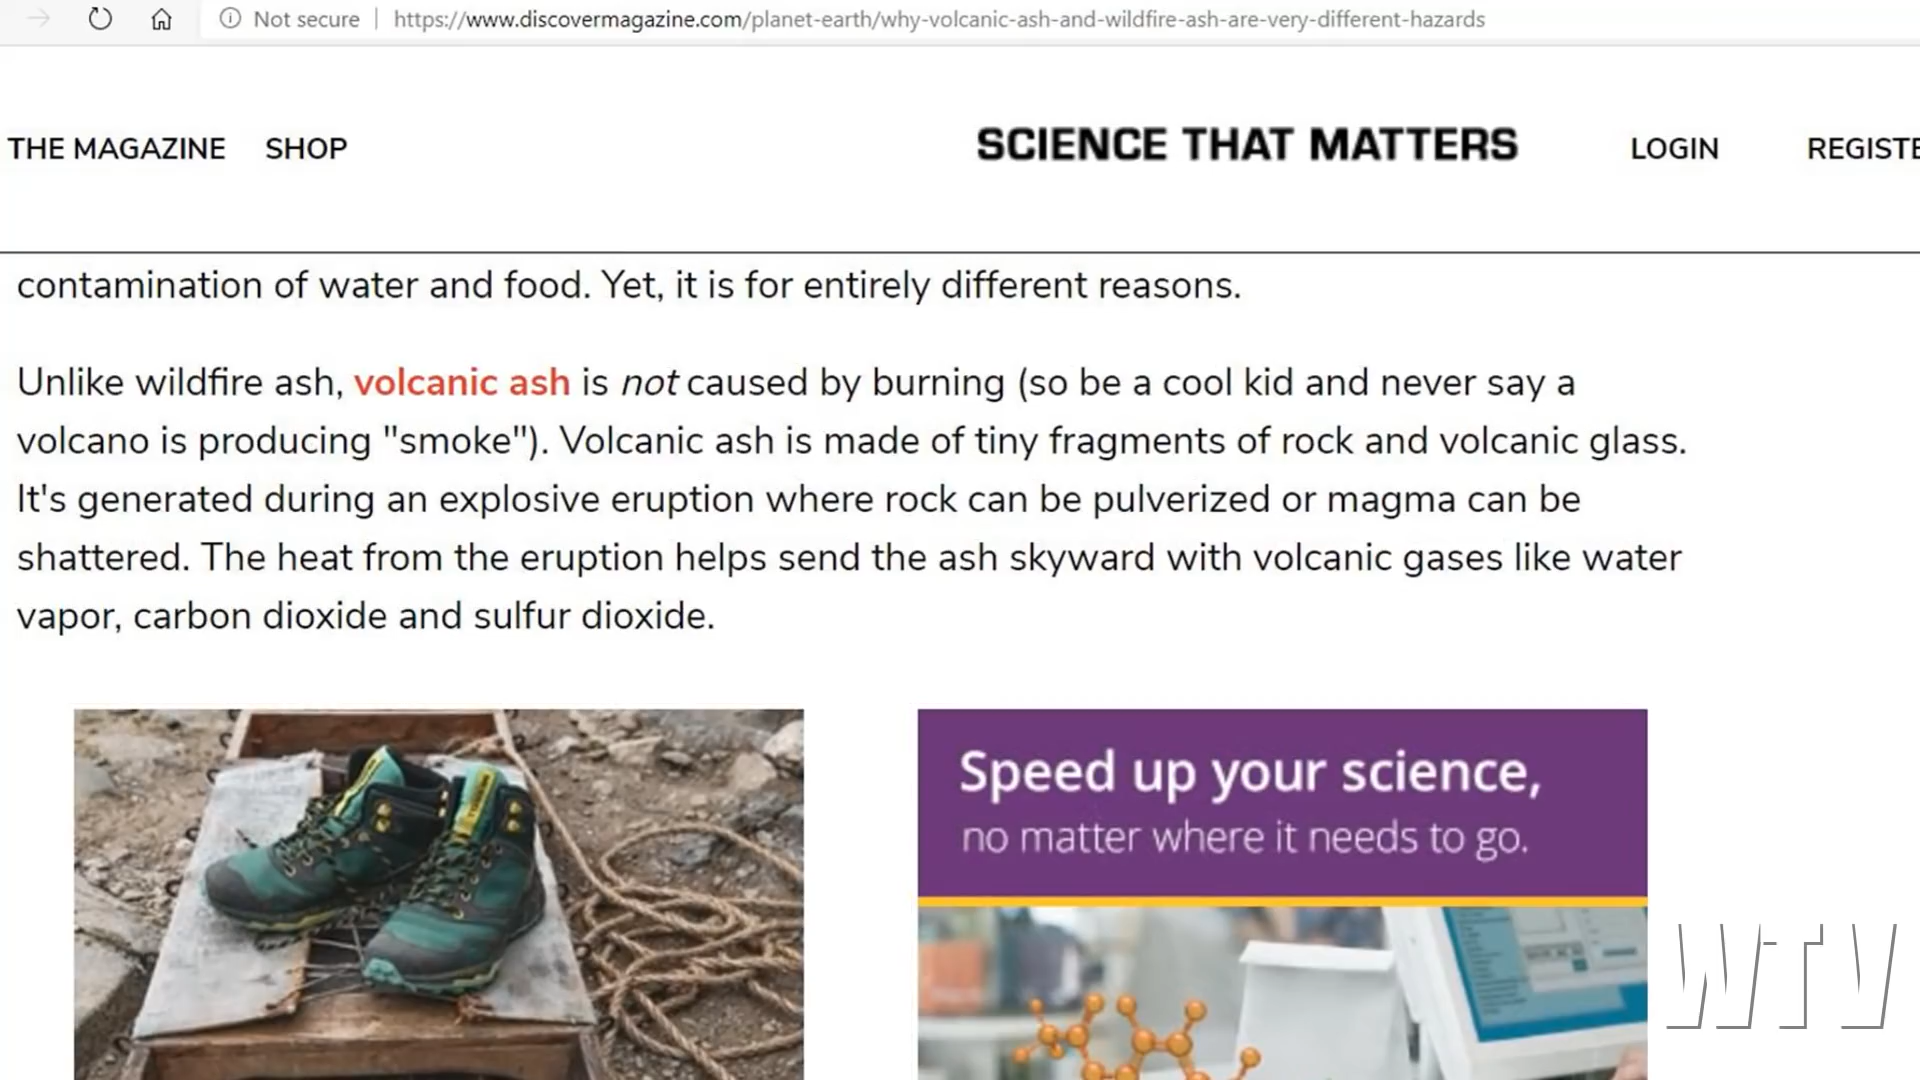 Not secure | https://www.discovermagazine.com/planet-earth/why-volcanic-ash-and-wildfire-ash-are-very-different-hazards
THE MAGAZINE SHOP SCIENCE THAT MATTERS LOGIN REGISTE
contamination of water and food. Yet, it is for entirely different reasons.
Unlike wildfire ash, volcanic ash is not caused by burning (so be a cool kid and never say a
volcano is producing "smoke"). Volcanic ash is made of tiny fragments of rock and volcanic glass.
It's generated during an explosive eruption where rock can be pulverized or magma can be
shattered. The heat from the eruption helps send the ash skyward with volcanic gases like water
vapor, carbon dioxide and sulfur dioxide.
Speed up your science,
no matter where it needs to go.
WTV